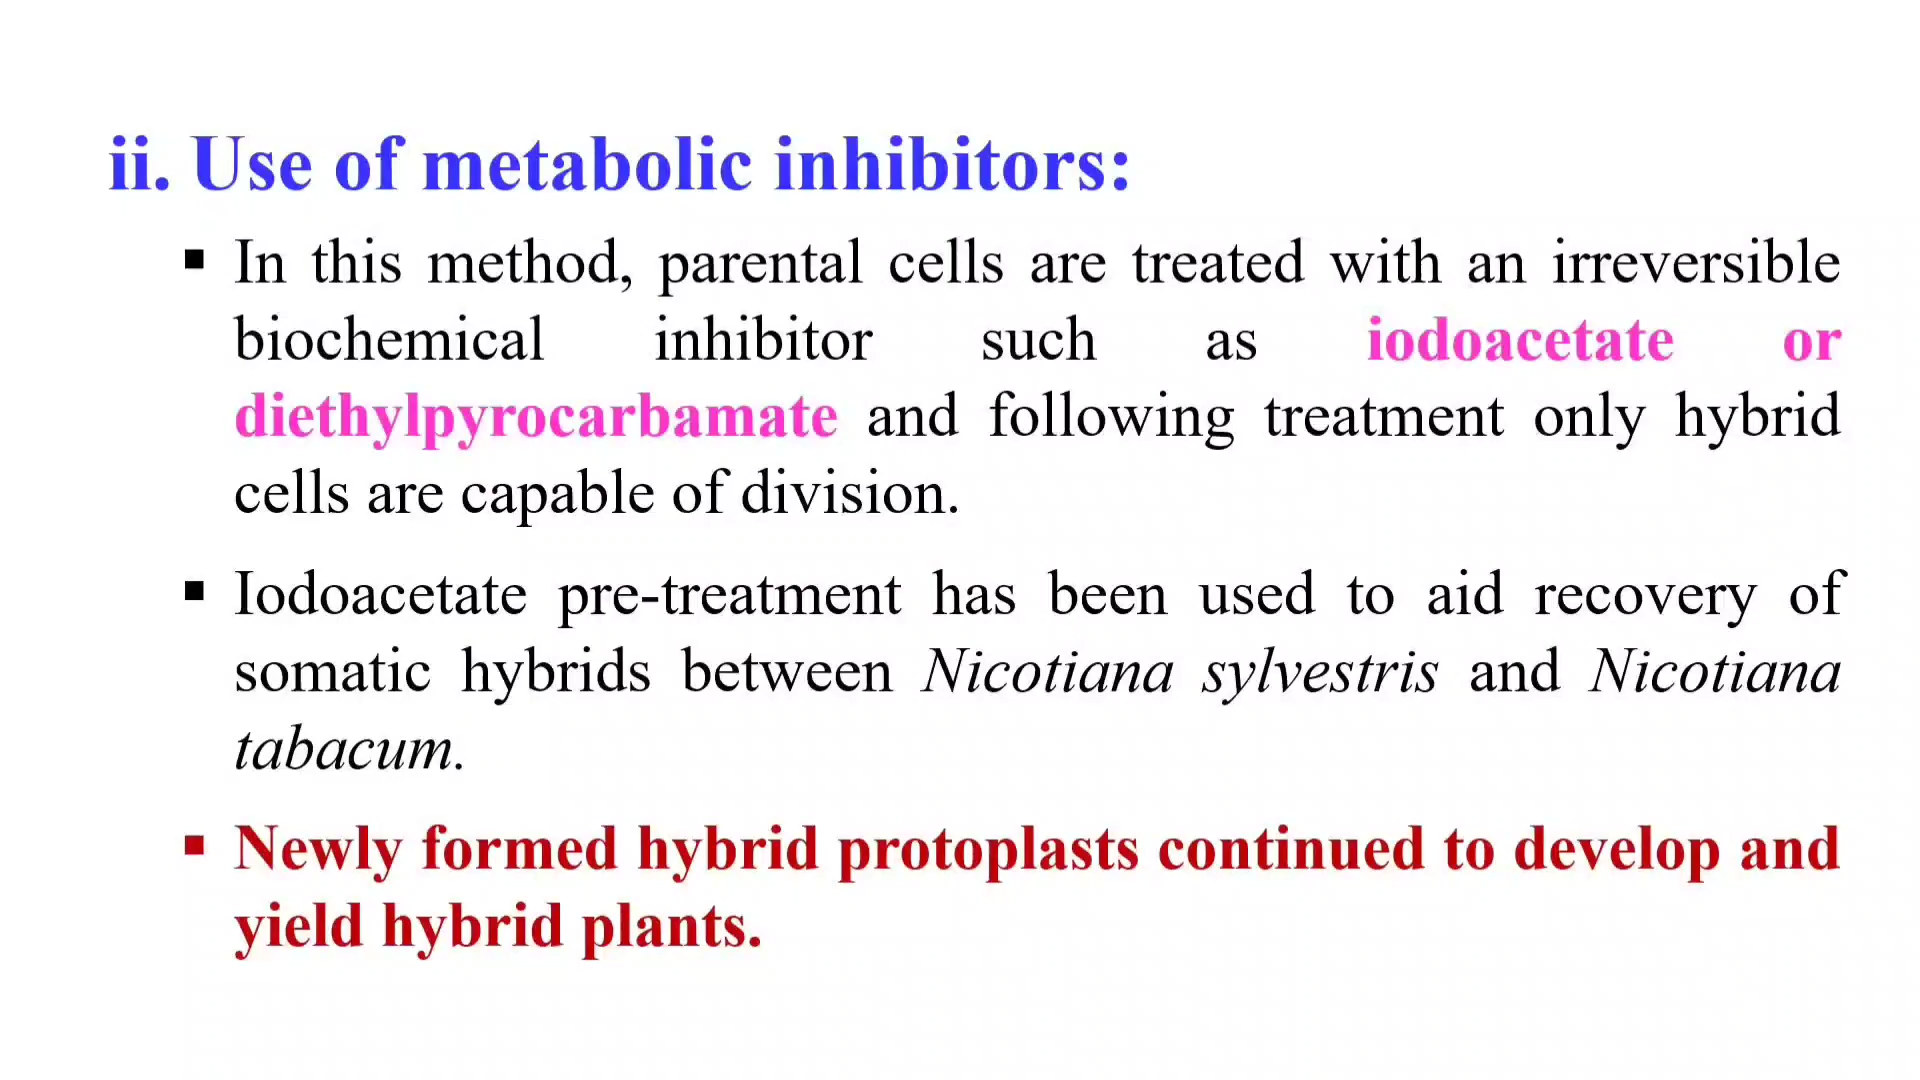 ii. Use of metabolic inhibitors:
▪ In this method, parental cells are treated with an irreversible
biochemical inhibitor such as iodoacetate or
diethylpyrocarbamate and following treatment only hybrid
cells are capable of division.
▪ Iodoacetate pre-treatment has been used to aid recovery of
somatic hybrids between Nicotiana sylvestris and Nicotiana
tabacum.
▪ Newly formed hybrid protoplasts continued to develop and
yield hybrid plants.